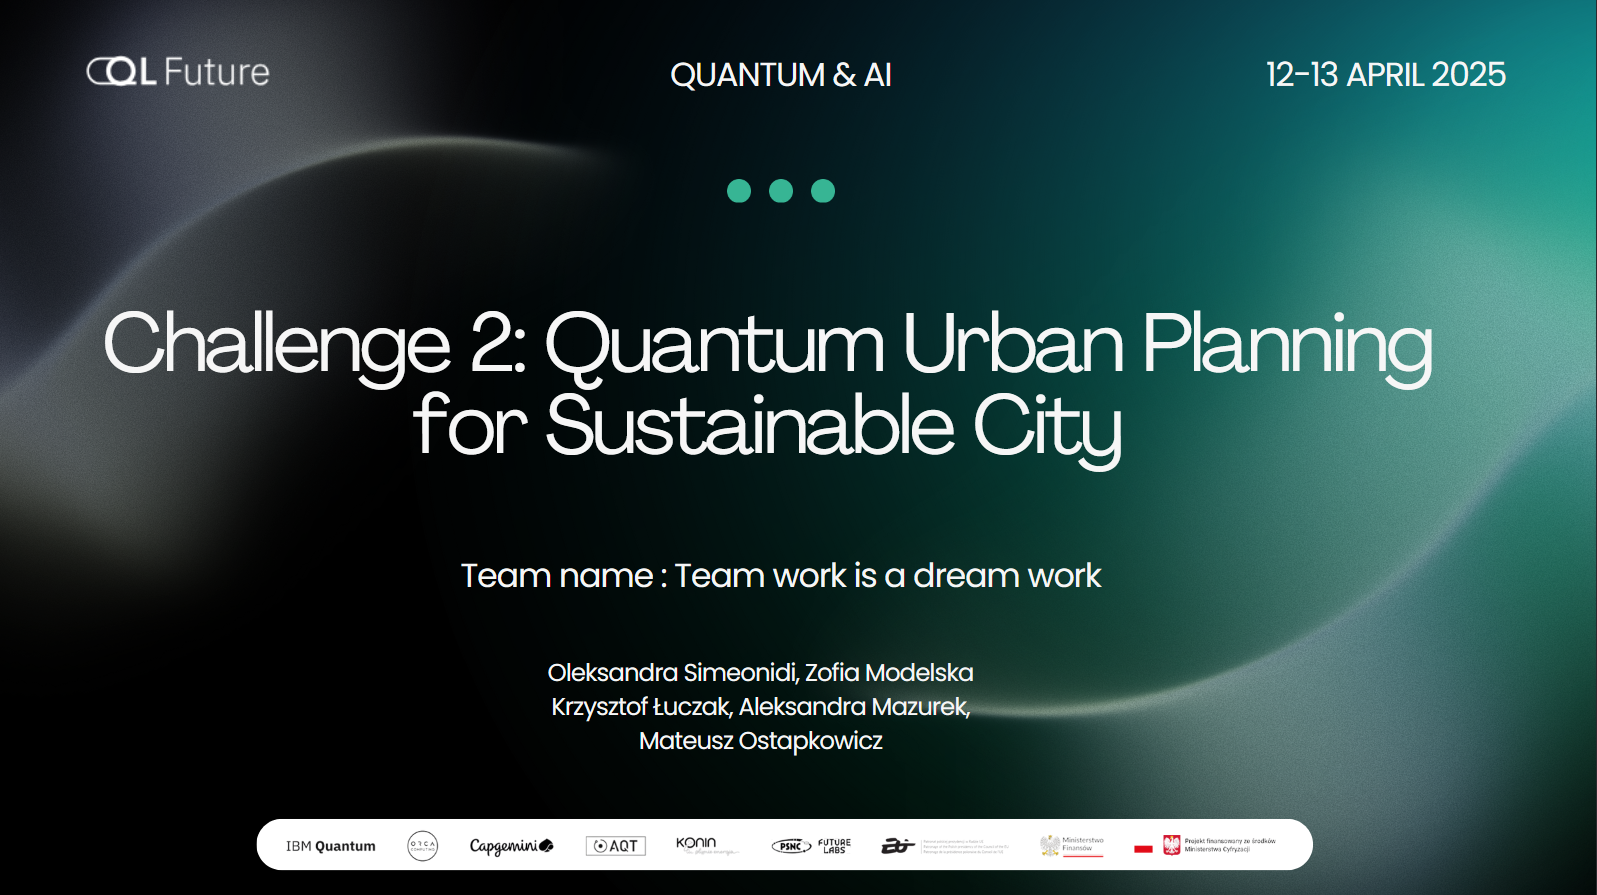 QL Future
QUANTUM & AI
12-13 APRIL 2025
Challenge 2: Quantum Urban Planning
for Sustainable City
Team name : Team work is a dream work
Oleksandra Simeonidi, Zofia Modelska
Krzysztof Łuczak, Aleksandra Mazurek,
Mateusz Ostapkowicz
IBM Quantum
ORCA
COMPUTING
Capgemini
AQT
KONIN
PSNC
FUTURE
LABS
Ministerstwo
Finansów
Projekt finansowany ze środków
Ministerstwa Cyfryzacji